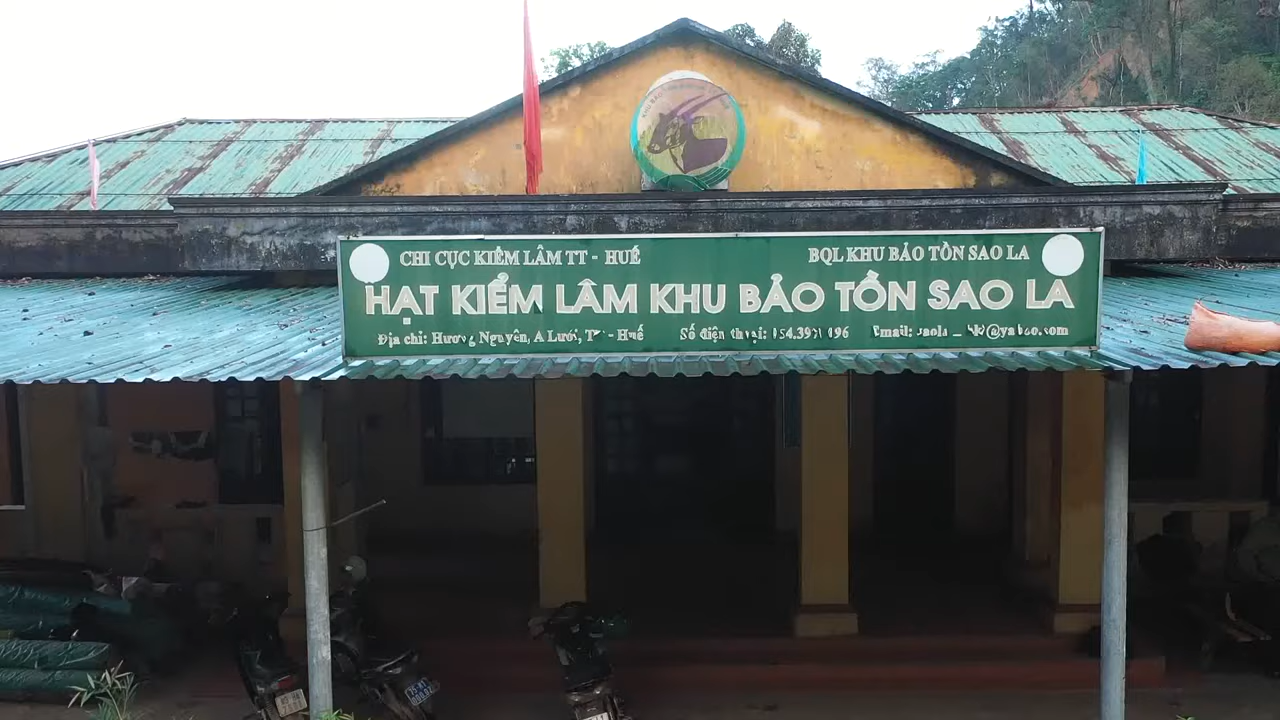 CHI CỤC KIỂM LÂM TT - HUẾ
BQL KHU BẢO TỒN SAO LA
HẠT KIỂM LÂM KHU BẢO TỒN SAO LA
Địa chỉ: Hương Nguyên, A Lưới, - Huế
Số điện thoại:
Email: